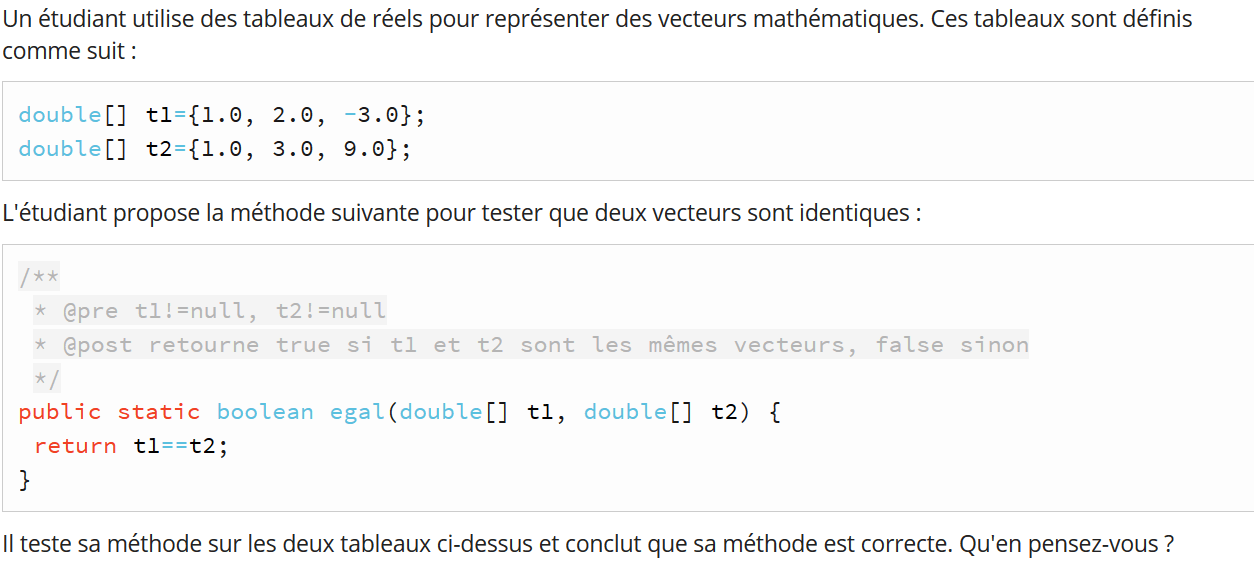 Un étudiant utilise des tableaux de réels pour représenter des vecteurs mathématiques. Ces tableaux sont définis
comme suit :
double[] t1={1.0, 2.0, -3.0};
double[] t2={1.0, 3.0, 9.0};
L'étudiant propose la méthode suivante pour tester que deux vecteurs sont identiques :
/**
 * @pre t1!=null, t2!=null
 * @post retourne true si t1 et t2 sont les mêmes vecteurs, false sinon
 */
public static boolean egal(double[] t1, double[] t2) {
 return t1==t2;
}
Il teste sa méthode sur les deux tableaux ci-dessus et conclut que sa méthode est correcte. Qu'en pensez-vous ?